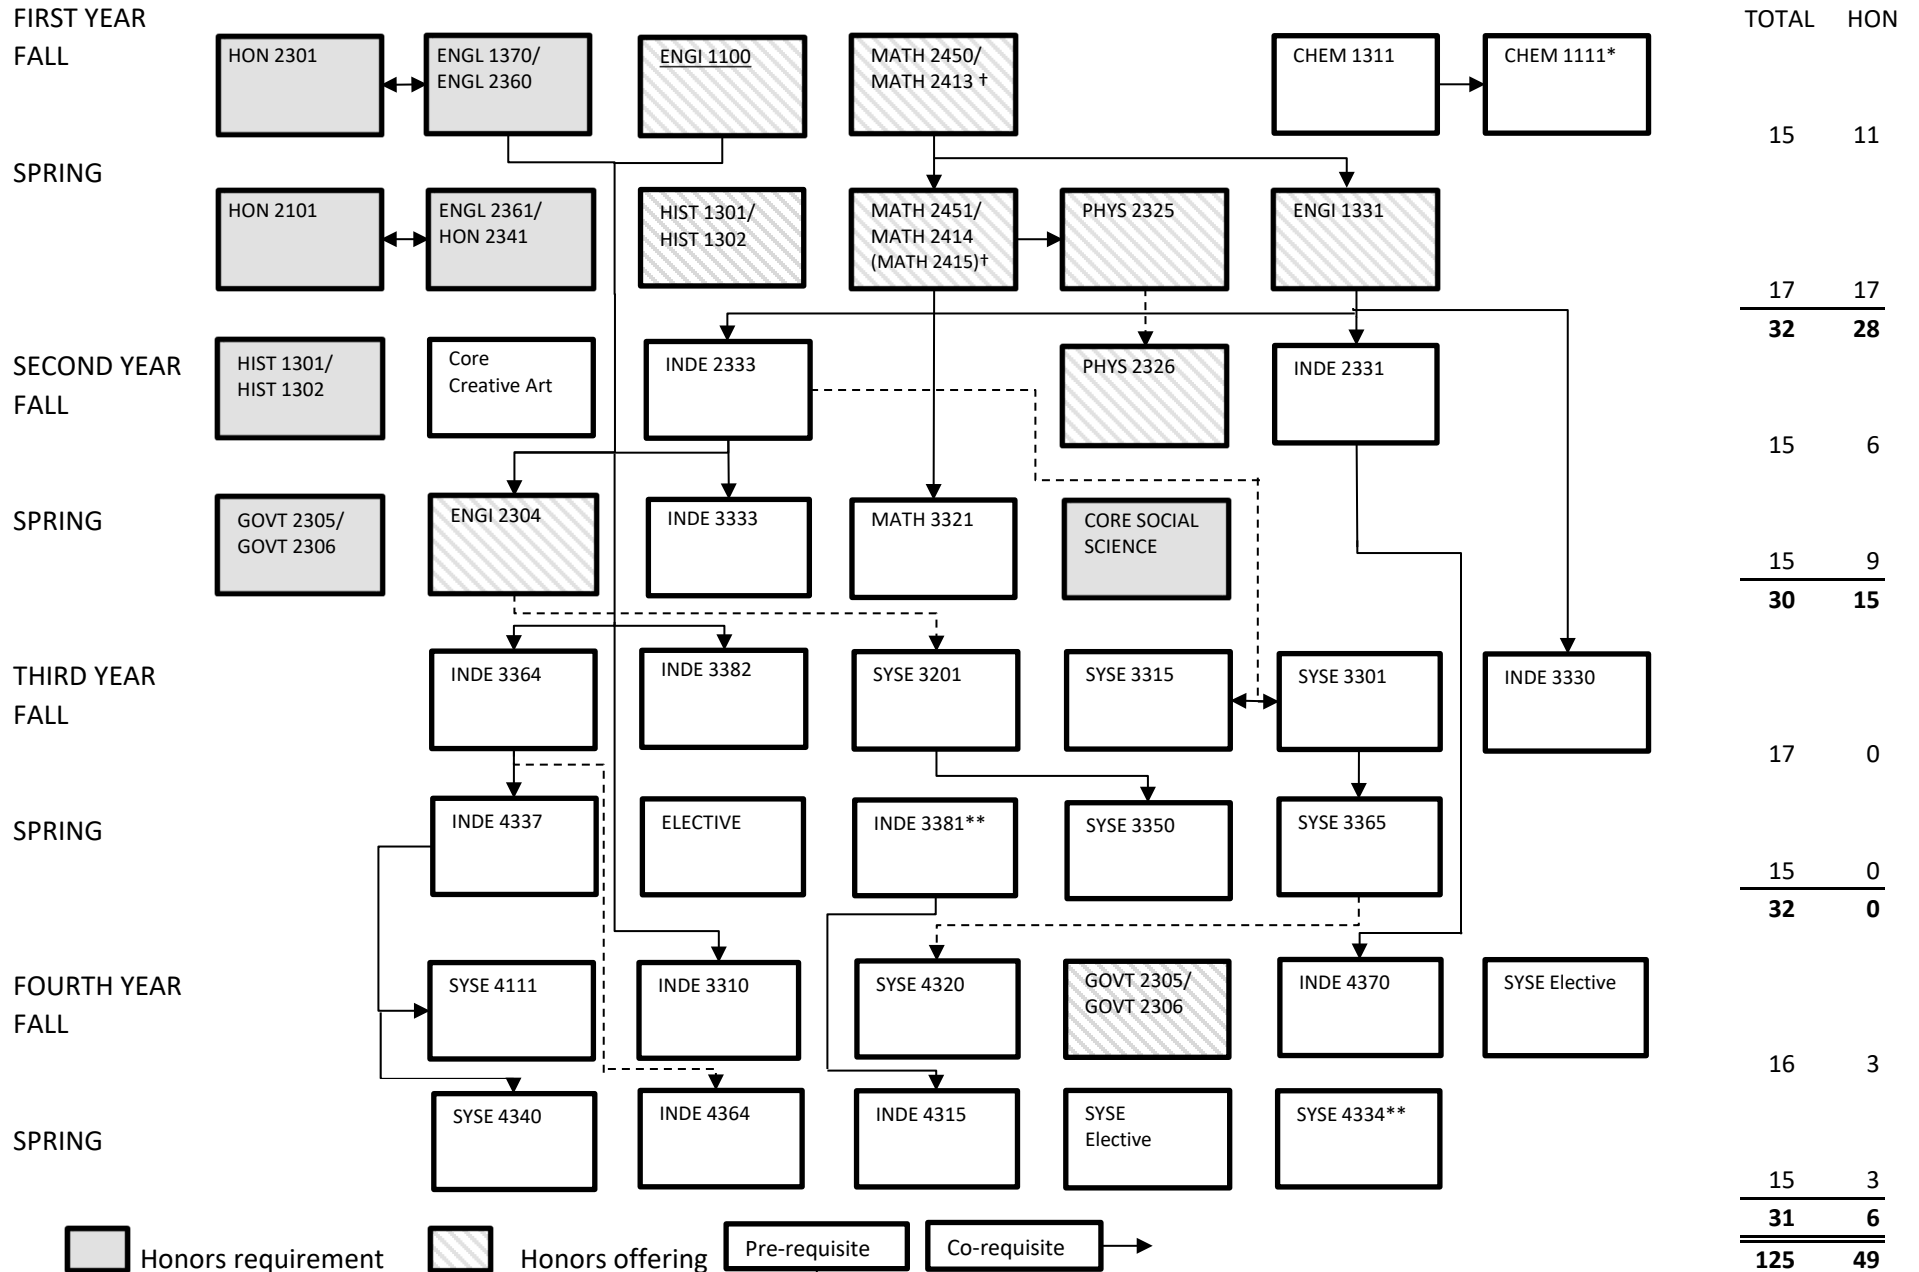 FIRST YEAR
FALL
TOTAL HON
HON 2301
ENGL 1370/
ENGL 2360
ENGI 1100
MATH 2450/
MATH 2413 †
CHEM 1311
CHEM 1111*
15 11
SPRING
HON 2101
ENGL 2361/
HON 2341
HIST 1301/
HIST 1302
MATH 2451/
MATH 2414
(MATH 2415)†
PHYS 2325
ENGI 1331
17 17
32 28
SECOND YEAR
FALL
HIST 1301/
HIST 1302
Core
Creative Art
INDE 2333
PHYS 2326
INDE 2331
15 6
SPRING
GOVT 2305/
GOVT 2306
ENGI 2304
INDE 3333
MATH 3321
CORE SOCIAL
SCIENCE
15 9
30 15
THIRD YEAR
FALL
INDE 3364
INDE 3382
SYSE 3201
SYSE 3315
SYSE 3301
INDE 3330
17 0
SPRING
INDE 4337
ELECTIVE
INDE 3381**
SYSE 3350
SYSE 3365
15 0
32 0
FOURTH YEAR
FALL
SYSE 4111
INDE 3310
SYSE 4320
GOVT 2305/
GOVT 2306
INDE 4370
SYSE Elective
16 3
SPRING
SYSE 4340
INDE 4364
INDE 4315
SYSE
Elective
SYSE 4334**
15 3
31 6
125 49
Honors requirement
Honors offering
Pre-requisite
Co-requisite